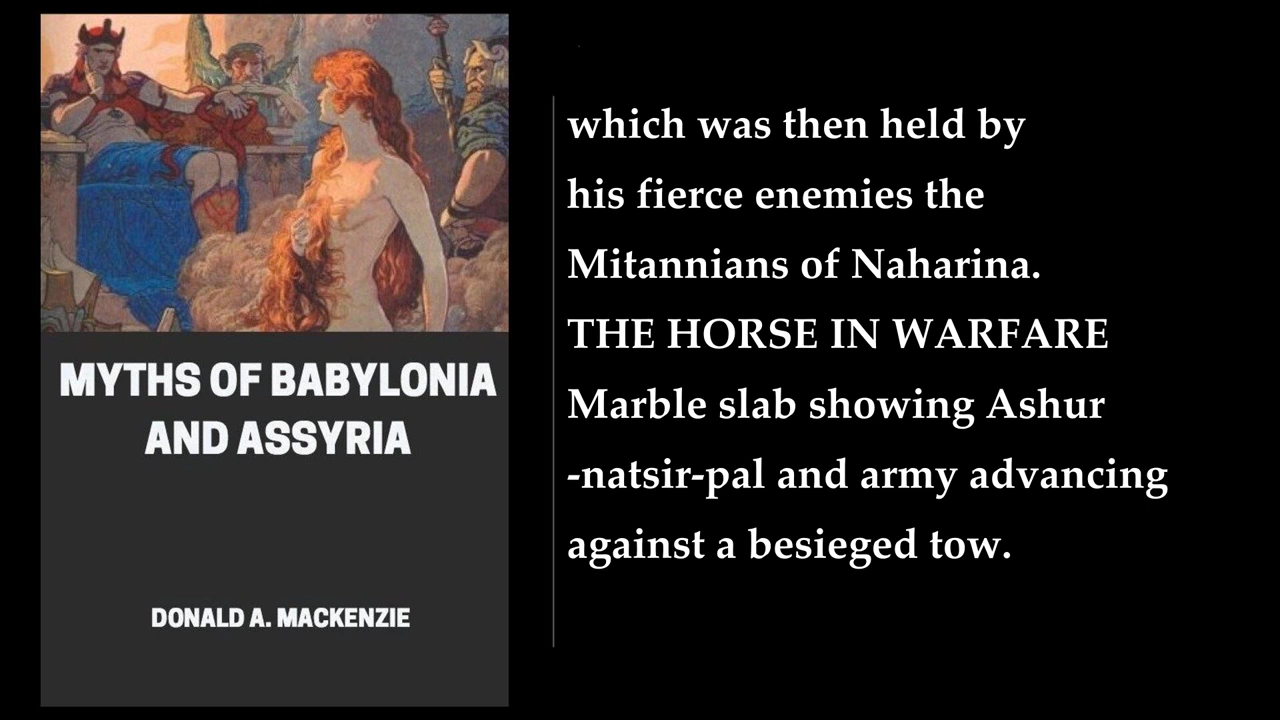 MYTHS OF BABYLONIA
AND ASSYRIA
DONALD A. MACKENZIE
which was then held by
his fierce enemies the
Mitannians of Naharina.
THE HORSE IN WARFARE
Marble slab showing Ashur
-natsir-pal and army advancing
against a besieged tow.